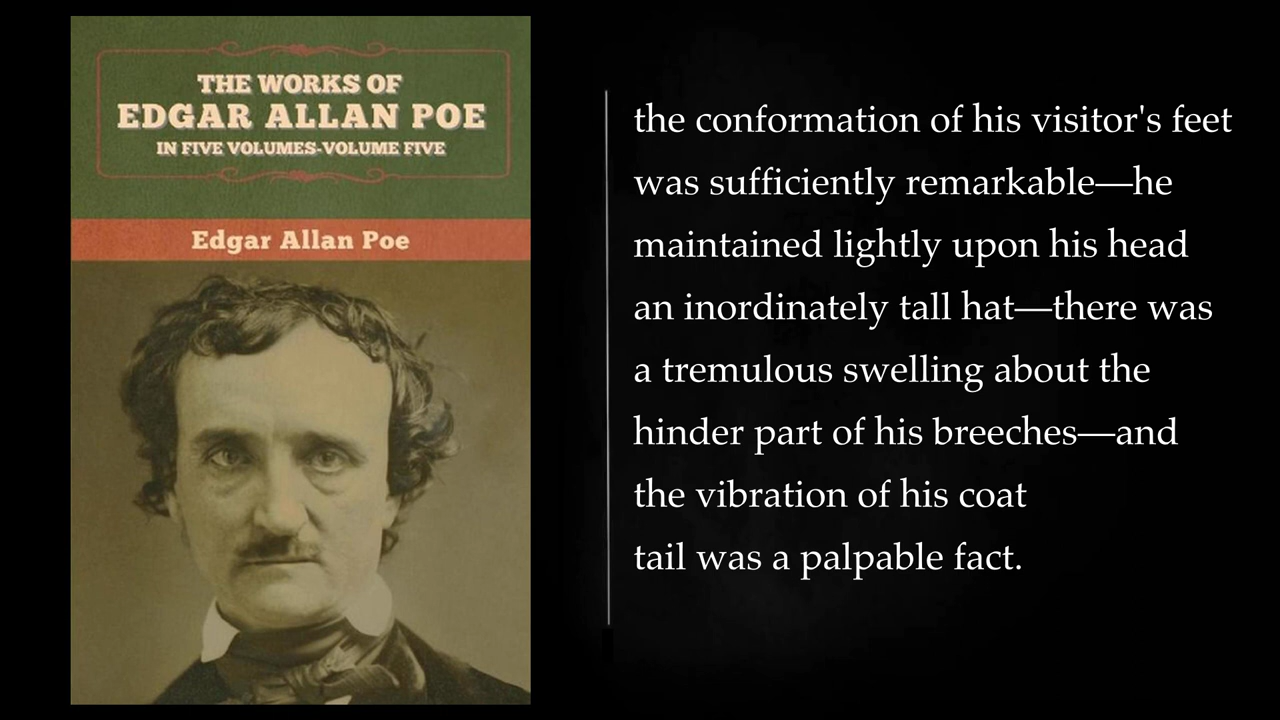 THE WORKS OF
EDGAR ALLAN POE
IN FIVE VOLUMES-VOLUME FIVE
Edgar Allan Poe
the conformation of his visitor's feet
was sufficiently remarkable—he
maintained lightly upon his head
an inordinately tall hat—there was
a tremulous swelling about the
hinder part of his breeches—and
the vibration of his coat
tail was a palpable fact.